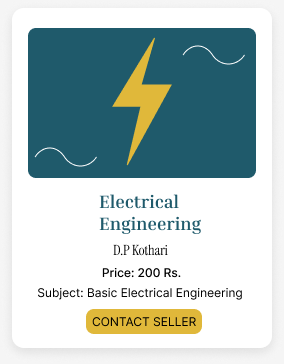 Electrical
Engineering
D.P Kothari
Price: 200 Rs.
Subject: Basic Electrical Engineering
CONTACT SELLER